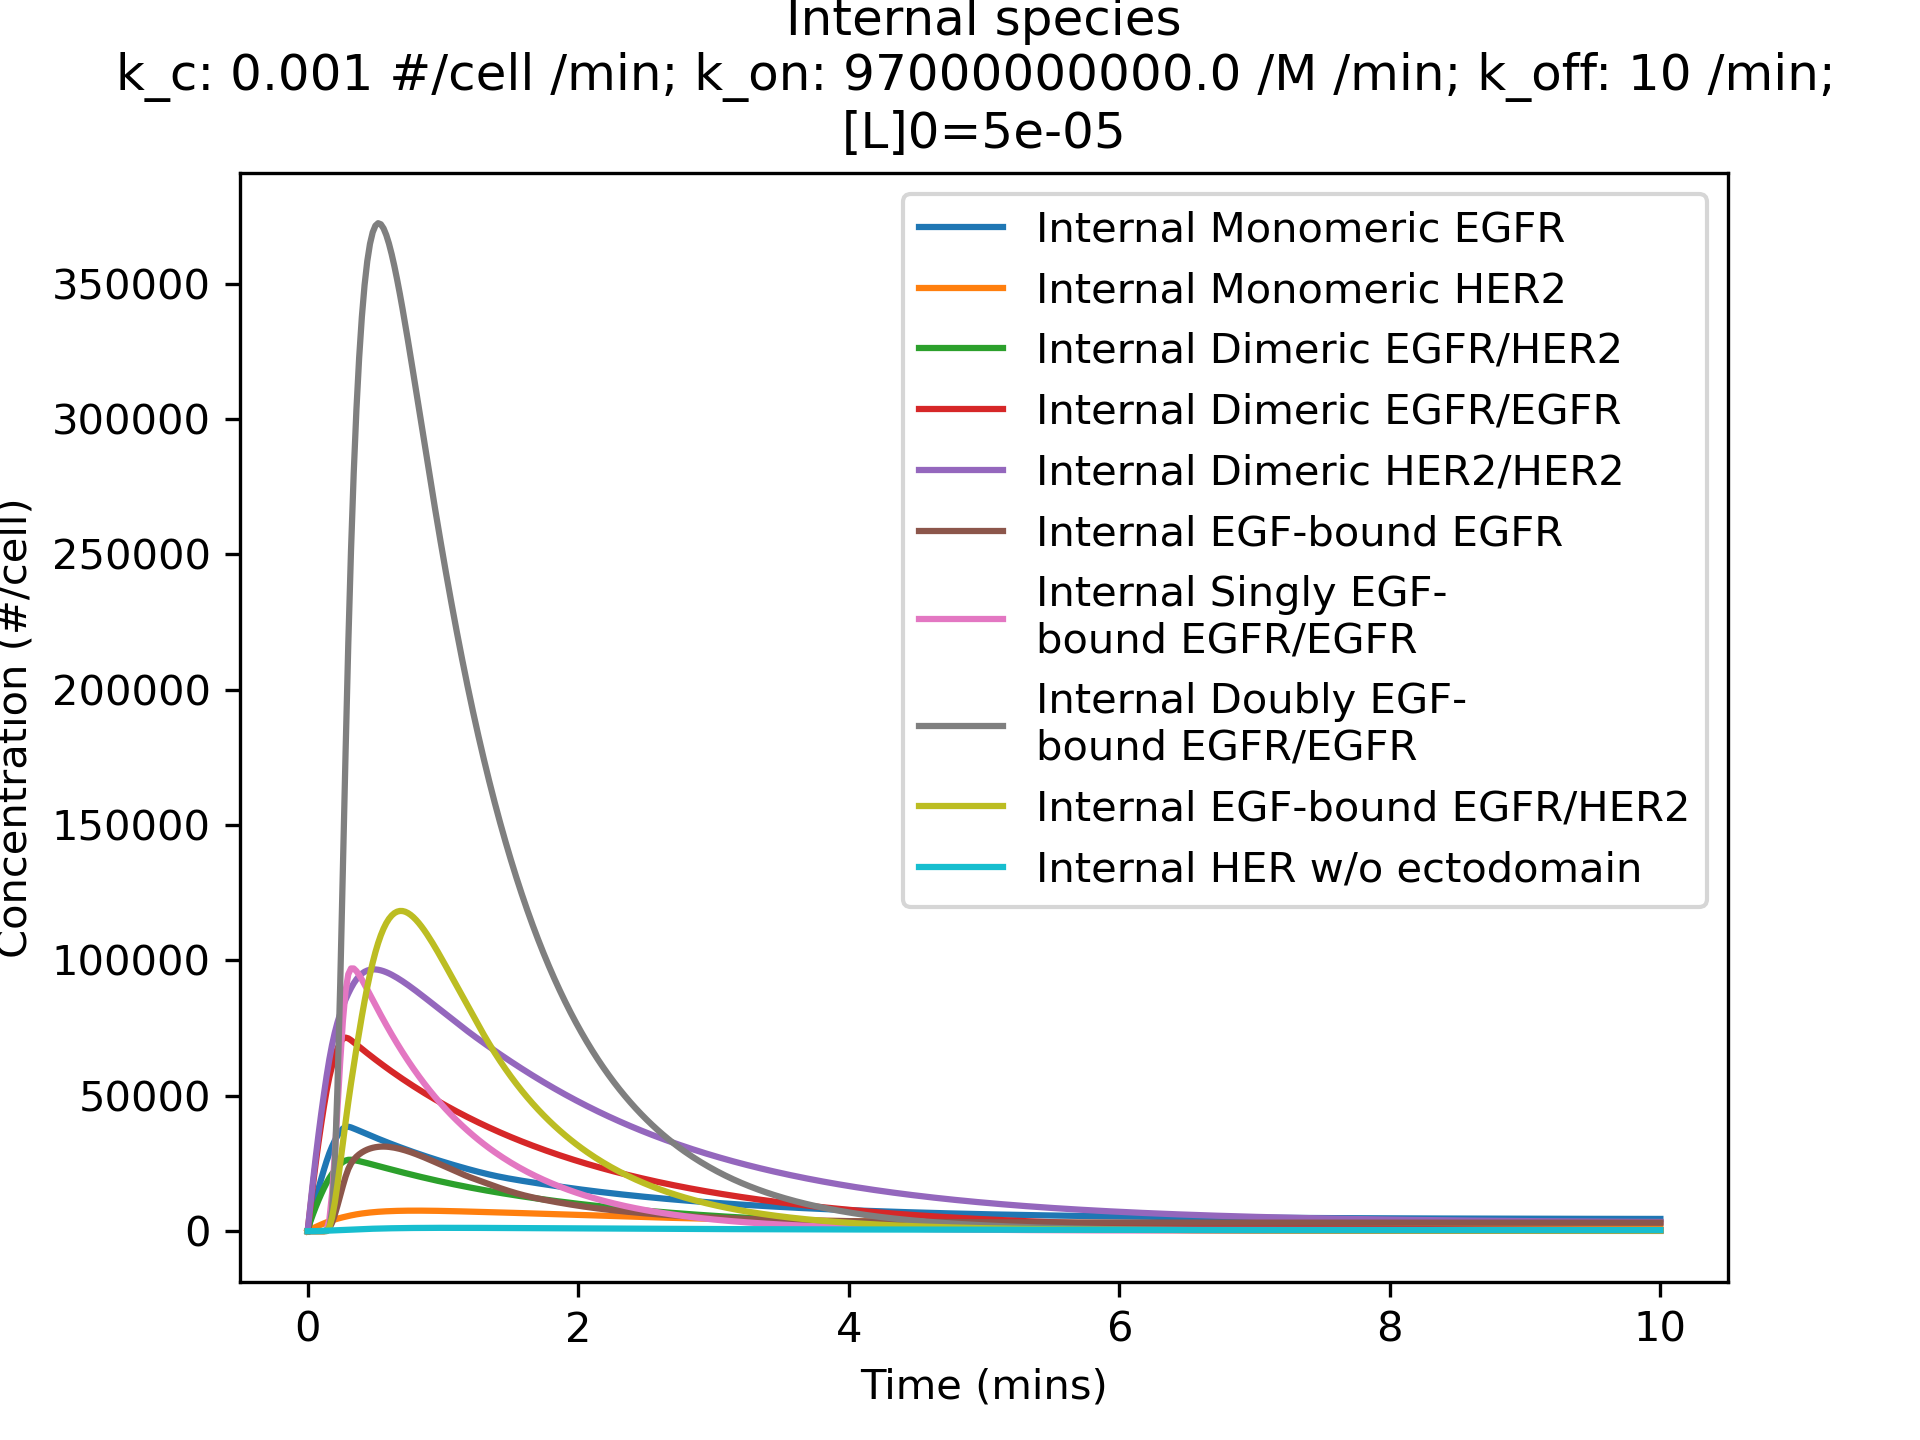 Internal species
k_c: 0.001 #/cell /min; k_on: 97000000000.0 /M /min; k_off: 10 /min;
[L]0=5e-05
Concentration (#/cell)
350000
300000
250000
200000
150000
100000
50000
0
Internal Monomeric EGFR
Internal Monomeric HER2
Internal Dimeric EGFR/HER2
Internal Dimeric EGFR/EGFR
Internal Dimeric HER2/HER2
Internal EGF-bound EGFR
Internal Singly EGF-
bound EGFR/EGFR
Internal Doubly EGF-
bound EGFR/EGFR
Internal EGF-bound EGFR/HER2
Internal HER w/o ectodomain
0 2 4 6 8 10
Time (mins)